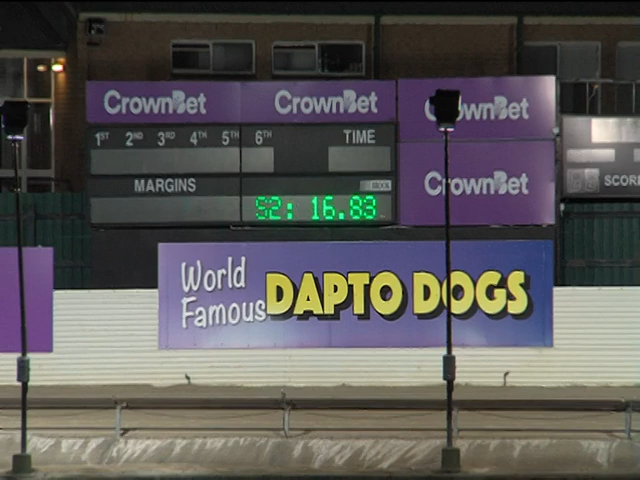 CrownBet CrownBet CrownBet
1ST 2ND 3RD 4TH 5TH 6TH TIME
MARGINS
CrownBet
S2: 16.83
World
Famous
DAPTO DOGS